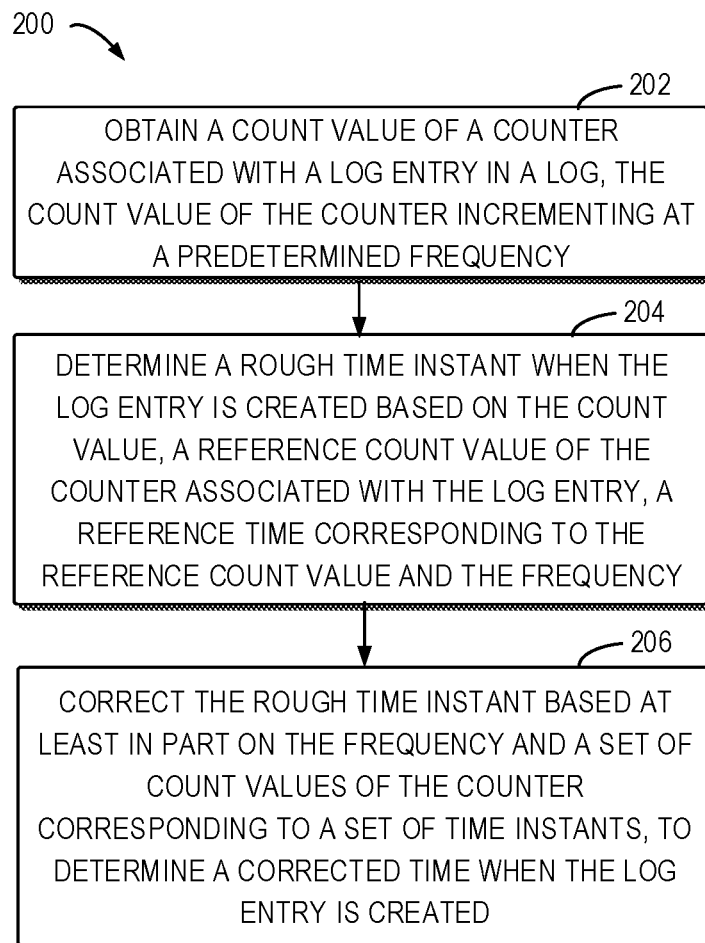 200
202
OBTAIN A COUNT VALUE OF A COUNTER
ASSOCIATED WITH A LOG ENTRY IN A LOG, THE
COUNT VALUE OF THE COUNTER INCREMENTING AT
A PREDETERMINED FREQUENCY
204
DETERMINE A ROUGH TIME INSTANT WHEN THE
LOG ENTRY IS CREATED BASED ON THE COUNT
VALUE, A REFERENCE COUNT VALUE OF THE
COUNTER ASSOCIATED WITH THE LOG ENTRY, A
REFERENCE TIME CORRESPONDING TO THE
REFERENCE COUNT VALUE AND THE FREQUENCY
206
CORRECT THE ROUGH TIME INSTANT BASED AT
LEAST IN PART ON THE FREQUENCY AND A SET OF
COUNT VALUES OF THE COUNTER
CORRESPONDING TO A SET OF TIME INSTANTS, TO
DETERMINE A CORRECTED TIME WHEN THE LOG
ENTRY IS CREATED